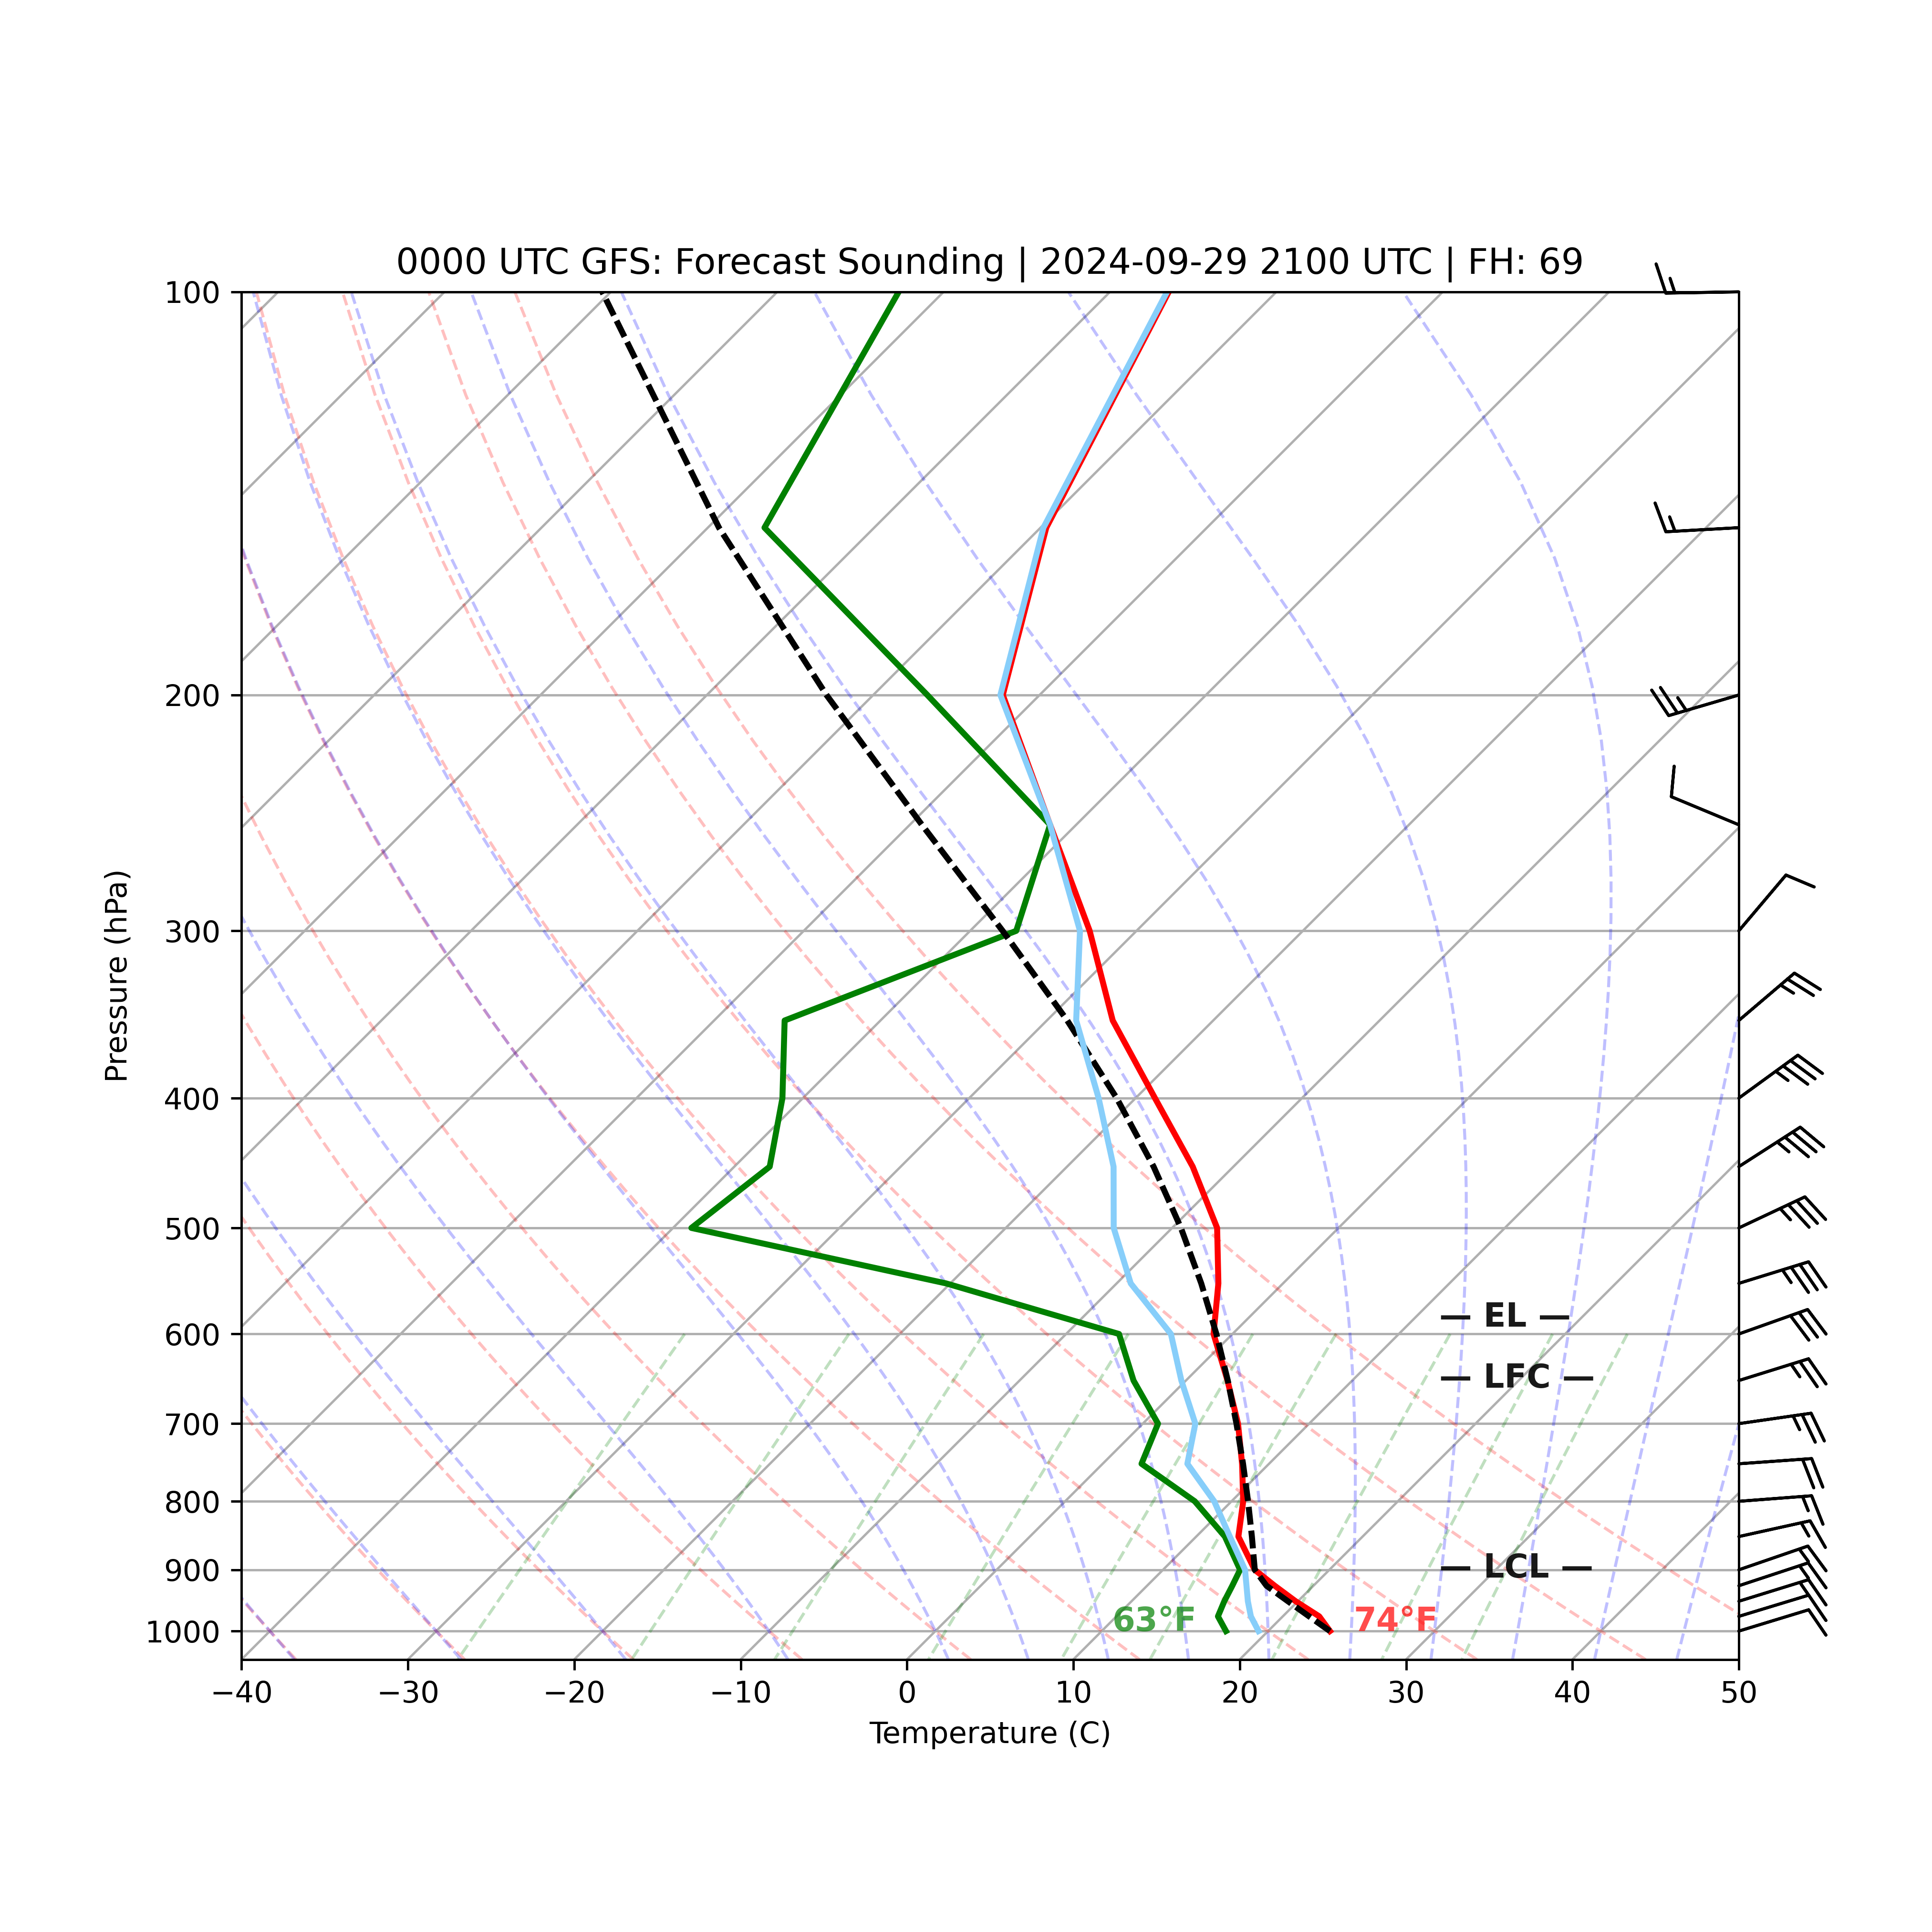 0000 UTC GFS: Forecast Sounding | 2024-09-29 2100 UTC | FH: 69
100
200
300
400
500
600
700
800
900
1000
Pressure (hPa)
— EL —
— LFC —
— LCL —
63°F
74°F
−40 −30 −20 −10 0 10 20 30 40 50
Temperature (C)